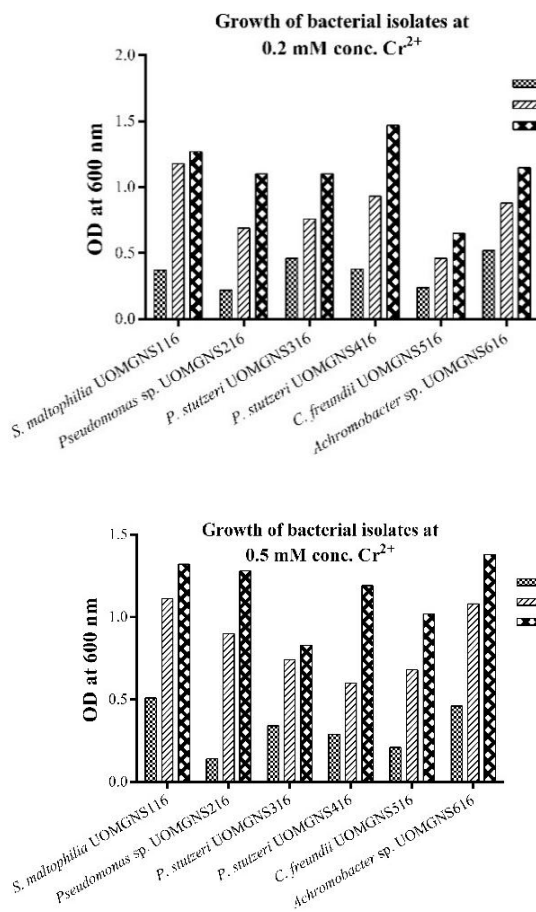 Growth of bacterial isolates at
0.2 mM conc. Cr²⁺
OD at 600 nm
2.0
1.5
1.0
0.5
0.0
S. maltophilia UOMGNS116
Pseudomonas sp. UOMGNS216
P. stutzeri UOMGNS316
P. stutzeri UOMGNS416
C. freundii UOMGNS516
Achromobacter sp. UOMGNS616
Growth of bacterial isolates at
0.5 mM conc. Cr²⁺
OD at 600 nm
1.5
1.0
0.5
0.0
S. maltophilia UOMGNS116
Pseudomonas sp. UOMGNS216
P. stutzeri UOMGNS316
P. stutzeri UOMGNS416
C. freundii UOMGNS516
Achromobacter sp. UOMGNS616